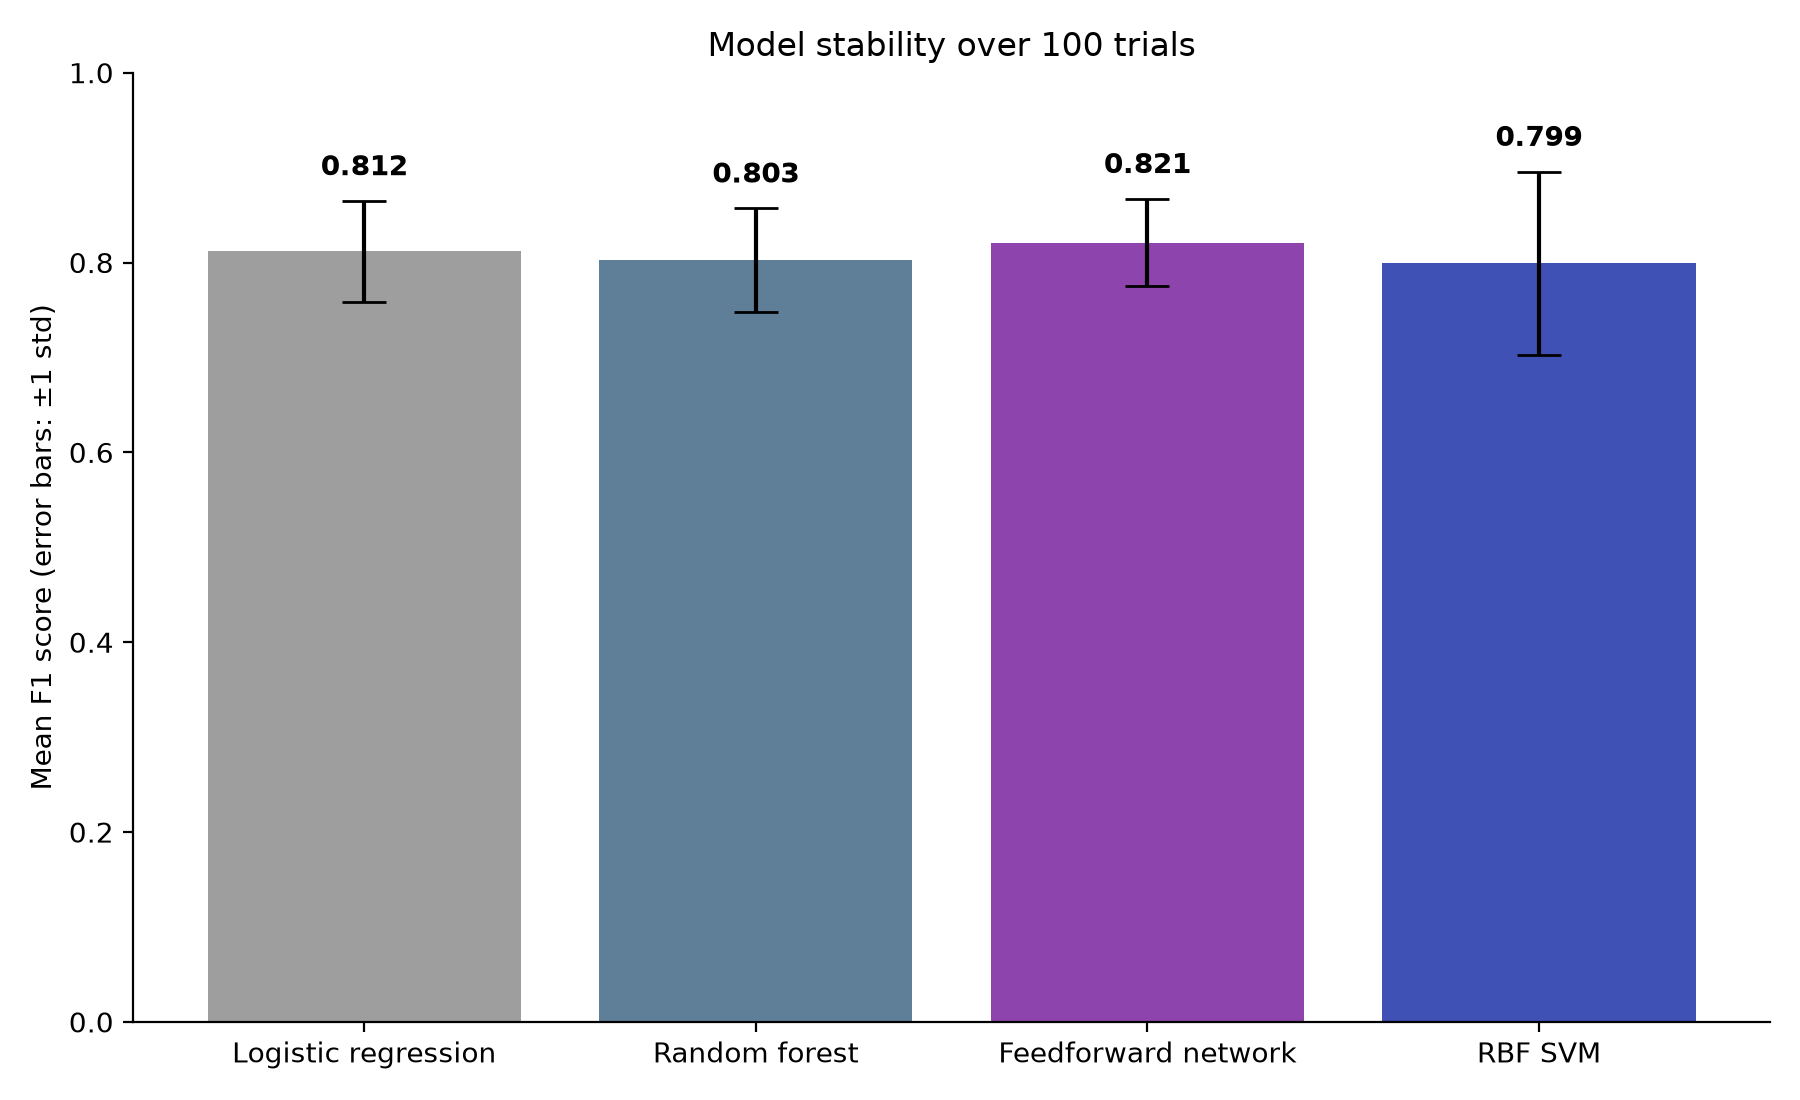 Model stability over 100 trials
Mean F1 score (error bars: ±1 std)
1.0
0.8
0.6
0.4
0.2
0.0
0.812
0.803
0.821
0.799
Logistic regression
Random forest
Feedforward network
RBF SVM